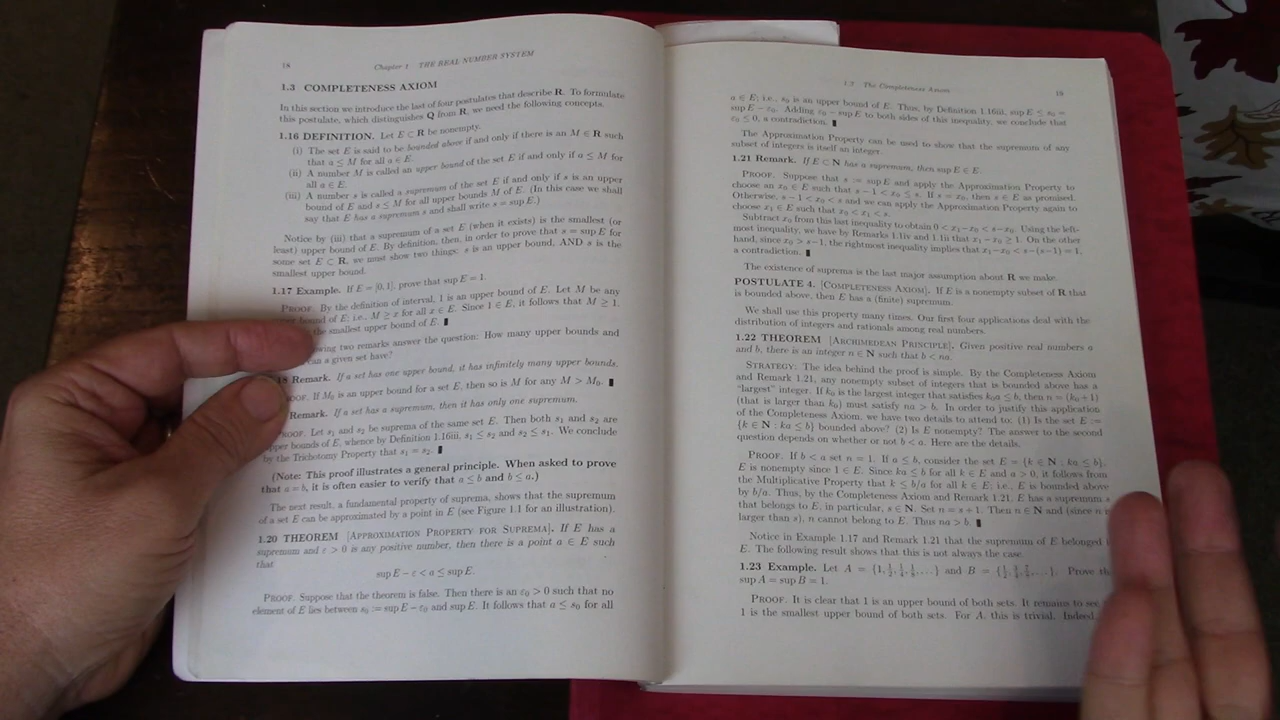 18 Chapter 1 THE REAL NUMBER SYSTEM
1.3 COMPLETENESS AXIOM
In this section we introduce the last of four postulates that describe R. To formulate
this postulate, which distinguishes Q from R, we need the following concepts.
1.16 DEFINITION. Let E ⊂ R be nonempty.
(i) The set E is said to be bounded above if and only if there is an M ∈ R such
that a ≤ M for all a ∈ E.
(ii) A number M is called an upper bound of the set E if and only if a ≤ M for
all a ∈ E.
(iii) A number s is called a supremum of the set E if and only if s is an upper
bound of E and s ≤ M for all upper bounds M of E. (In this case we shall
say that E has a supremum s and shall write s = sup E.)
Notice by (iii) that a supremum of a set E (when it exists) is the smallest (or
least) upper bound of E. By definition, then, in order to prove that s = sup E for
some set E ⊂ R, we must show two things: s is an upper bound, AND s is the
smallest upper bound.
1.17 Example. If E = [0,1], prove that sup E = 1.
PROOF. By the definition of interval, 1 is an upper bound of E. Let M be any
bound of E; i.e., M ≥ x for all x ∈ E. Since 1 ∈ E, it follows that M ≥ 1.
the smallest upper bound of E. ▮
wing two remarks answer the question: How many upper bounds and
can a given set have?
18 Remark. If a set has one upper bound, it has infinitely many upper bounds.
OOF. If M₀ is an upper bound for a set E, then so is M for any M > M₀. ▮
Remark. If a set has a supremum, then it has only one supremum.
OOF. Let s₁ and s₂ be suprema of the same set E. Then both s₁ and s₂ are
pper bounds of E, whence by Definition 1.16iii, s₁ ≤ s₂ and s₂ ≤ s₁. We conclude
by the Trichotomy Property that s₁ = s₂. ▮
(Note: This proof illustrates a general principle. When asked to prove
that a = b, it is often easier to verify that a ≤ b and b ≤ a.)
The next result, a fundamental property of suprema, shows that the supremum
of a set E can be approximated by a point in E (see Figure 1.1 for an illustration).
1.20 THEOREM [APPROXIMATION PROPERTY FOR SUPREMA]. If E has a
supremum and ε > 0 is any positive number, then there is a point a ∈ E such
that
sup E − ε < a ≤ sup E.
PROOF. Suppose that the theorem is false. Then there is an ε₀ > 0 such that no
element of E lies between s₀ := sup E − ε₀ and sup E. It follows that a ≤ s₀ for all
1.3 The Completeness Axiom 19
a ∈ E; i.e., s₀ is an upper bound of E. Thus, by Definition 1.16iii, sup E ≤ s₀ =
sup E − ε₀. Adding ε₀ − sup E to both sides of this inequality, we conclude that
ε₀ ≤ 0, a contradiction. ▮
The Approximation Property can be used to show that the supremum of any
subset of integers is itself an integer.
1.21 Remark. If E ⊂ N has a supremum, then sup E ∈ E.
PROOF. Suppose that s := sup E and apply the Approximation Property to
choose an x₀ ∈ E such that s − 1 < x₀ ≤ s. If s = x₀, then s ∈ E as promised.
Otherwise, s − 1 < x₀ < s and we can apply the Approximation Property again to
choose x₁ ∈ E such that x₀ < x₁ < s.
Subtract x₀ from this last inequality to obtain 0 < x₁−x₀ < s−x₀. Using the left-
most inequality, we have by Remarks 1.1iv and 1.1i that x₁ − x₀ ≥ 1. On the other
hand, since x₀ > s−1, the rightmost inequality implies that x₁−x₀ < s−(s−1) = 1,
a contradiction. ▮
The existence of suprema is the last major assumption about R we make.
POSTULATE 4. [COMPLETENESS AXIOM]. If E is a nonempty subset of R that
is bounded above, then E has a (finite) supremum.
We shall use this property many times. Our first four applications deal with the
distribution of integers and rationals among real numbers.
1.22 THEOREM [ARCHIMEDEAN PRINCIPLE]. Given positive real numbers a
and b, there is an integer n ∈ N such that b < na.
STRATEGY: The idea behind the proof is simple. By the Completeness Axiom
and Remark 1.21, any nonempty subset of integers that is bounded above has a
"largest" integer. If k₀ is the largest integer that satisfies k₀a ≤ b, then n = (k₀+1)
(that is larger than k₀) must satisfy na > b. In order to justify this application
of the Completeness Axiom, we have two details to attend to: (1) Is the set E :=
{k ∈ N : ka ≤ b} bounded above? (2) Is E nonempty? The answer to the second
question depends on whether or not b < a. Here are the details.
PROOF. If b < a set n = 1. If a ≤ b, consider the set E = {k ∈ N : ka ≤ b}.
E is nonempty since 1 ∈ E. Since ka ≤ b for all k ∈ E and a > 0, it follows from
the Multiplicative Property that k ≤ b/a for all k ∈ E; i.e., E is bounded above
by b/a. Thus, by the Completeness Axiom and Remark 1.21, E has a supremum s
that belongs to E, in particular, s ∈ N. Set n = s + 1. Then n ∈ N and (since n is
larger than s), n cannot belong to E. Thus na > b. ▮
Notice in Example 1.17 and Remark 1.21 that the supremum of E belonged
E. The following result shows that this is not always the case.
1.23 Example. Let A = {1, 1/2, 1/4, 1/8, ...} and B = {1/2, 2/3, 3/4, ...}. Prove th
sup A = sup B = 1.
PROOF. It is clear that 1 is an upper bound of both sets. It remains to see
1 is the smallest upper bound of both sets. For A, this is trivial. Indeed,